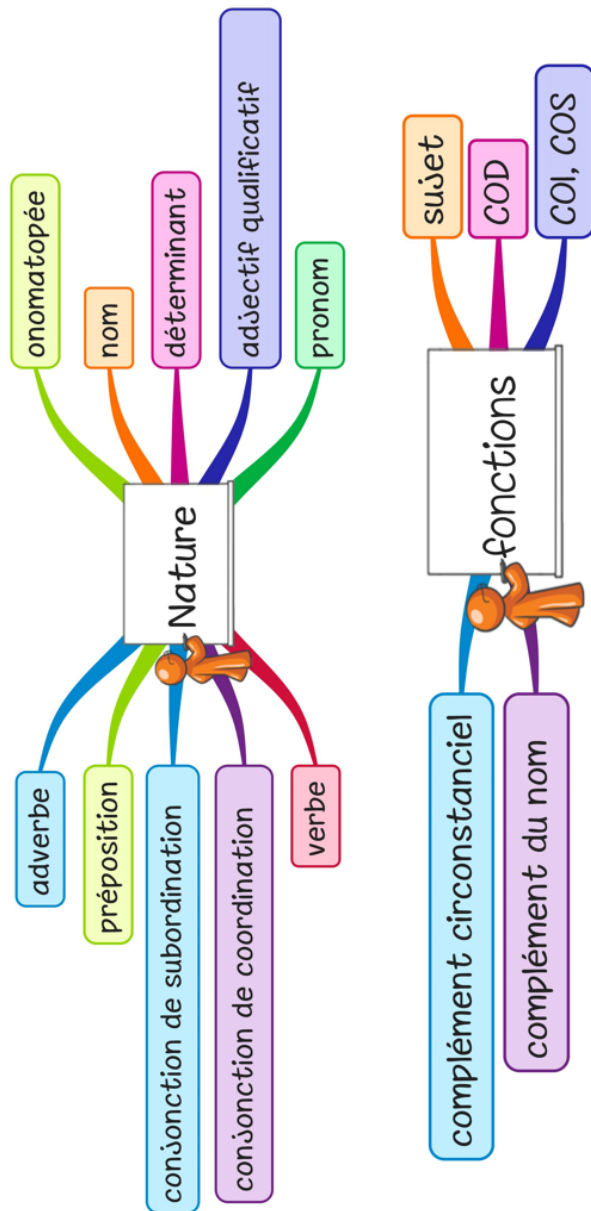 onomatopée
adverbe
nom
préposition
déterminant
Nature
conjonction de subordination
adjectif qualificatif
conjonction de coordination
pronom
verbe
sujet
complément circonstanciel
COD
fonctions
complément du nom
COI, COS